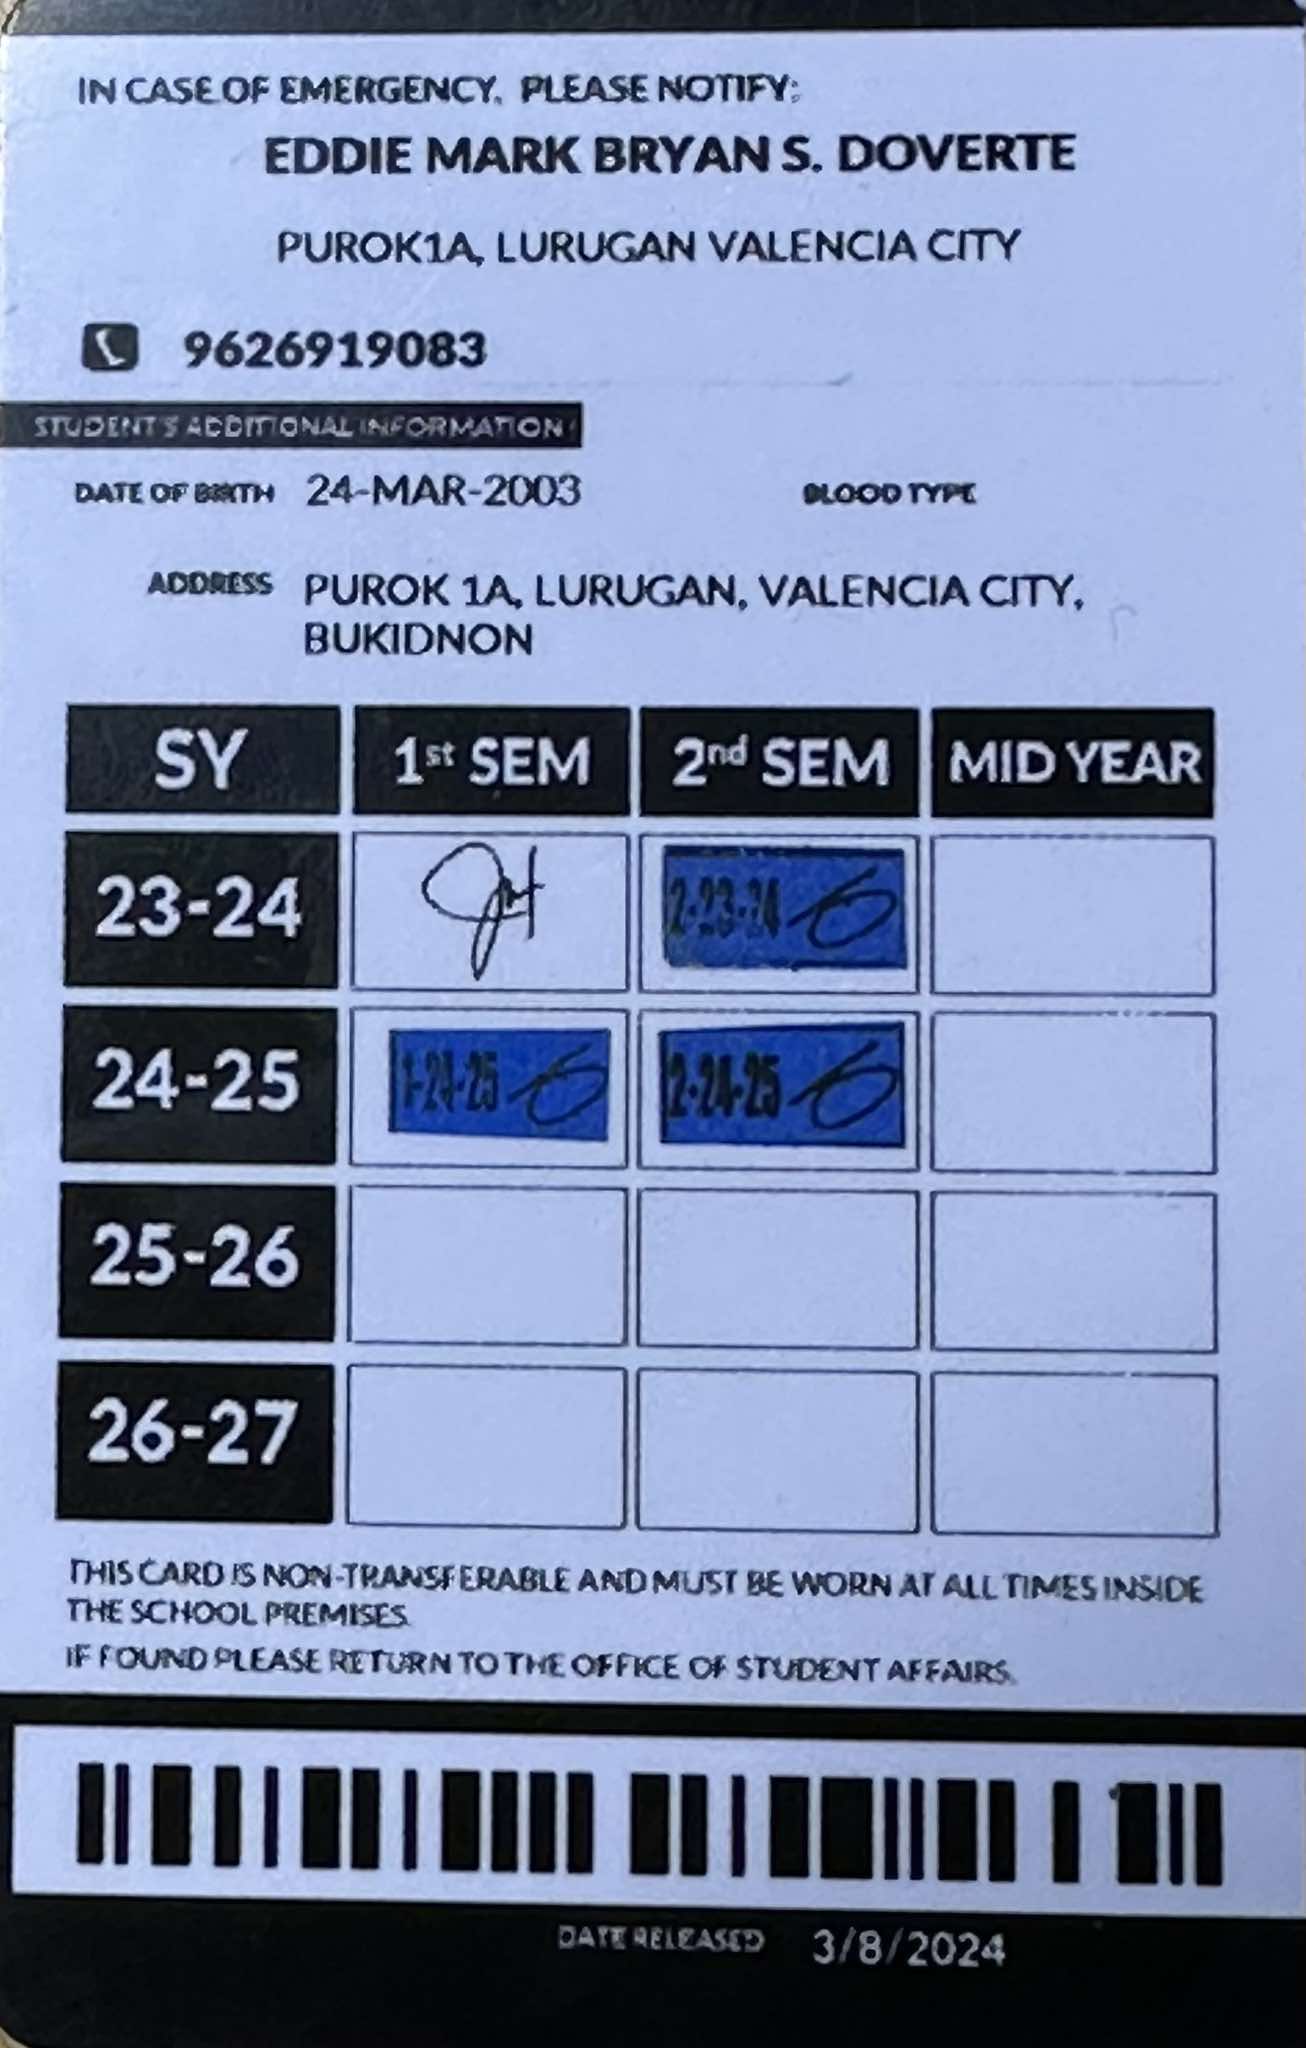 IN CASE OF EMERGENCY, PLEASE NOTIFY:
EDDIE MARK BRYAN S. DOVERTE
PUROK1A, LURUGAN VALENCIA CITY
9626919083
STUDENT'S ADDITIONAL INFORMATION
DATE OF BIRTH 24-MAR-2003 BLOOD TYPE
ADDRESS PUROK 1A, LURUGAN, VALENCIA CITY,
BUKIDNON
SY 1st SEM 2nd SEM MID YEAR
23-24 2-23-24
24-25 1-24-25 2-24-25
25-26
26-27
THIS CARD IS NON-TRANSFERABLE AND MUST BE WORN AT ALL TIMES INSIDE
THE SCHOOL PREMISES.
IF FOUND PLEASE RETURN TO THE OFFICE OF STUDENT AFFAIRS.
DATE RELEASED 3/8/2024